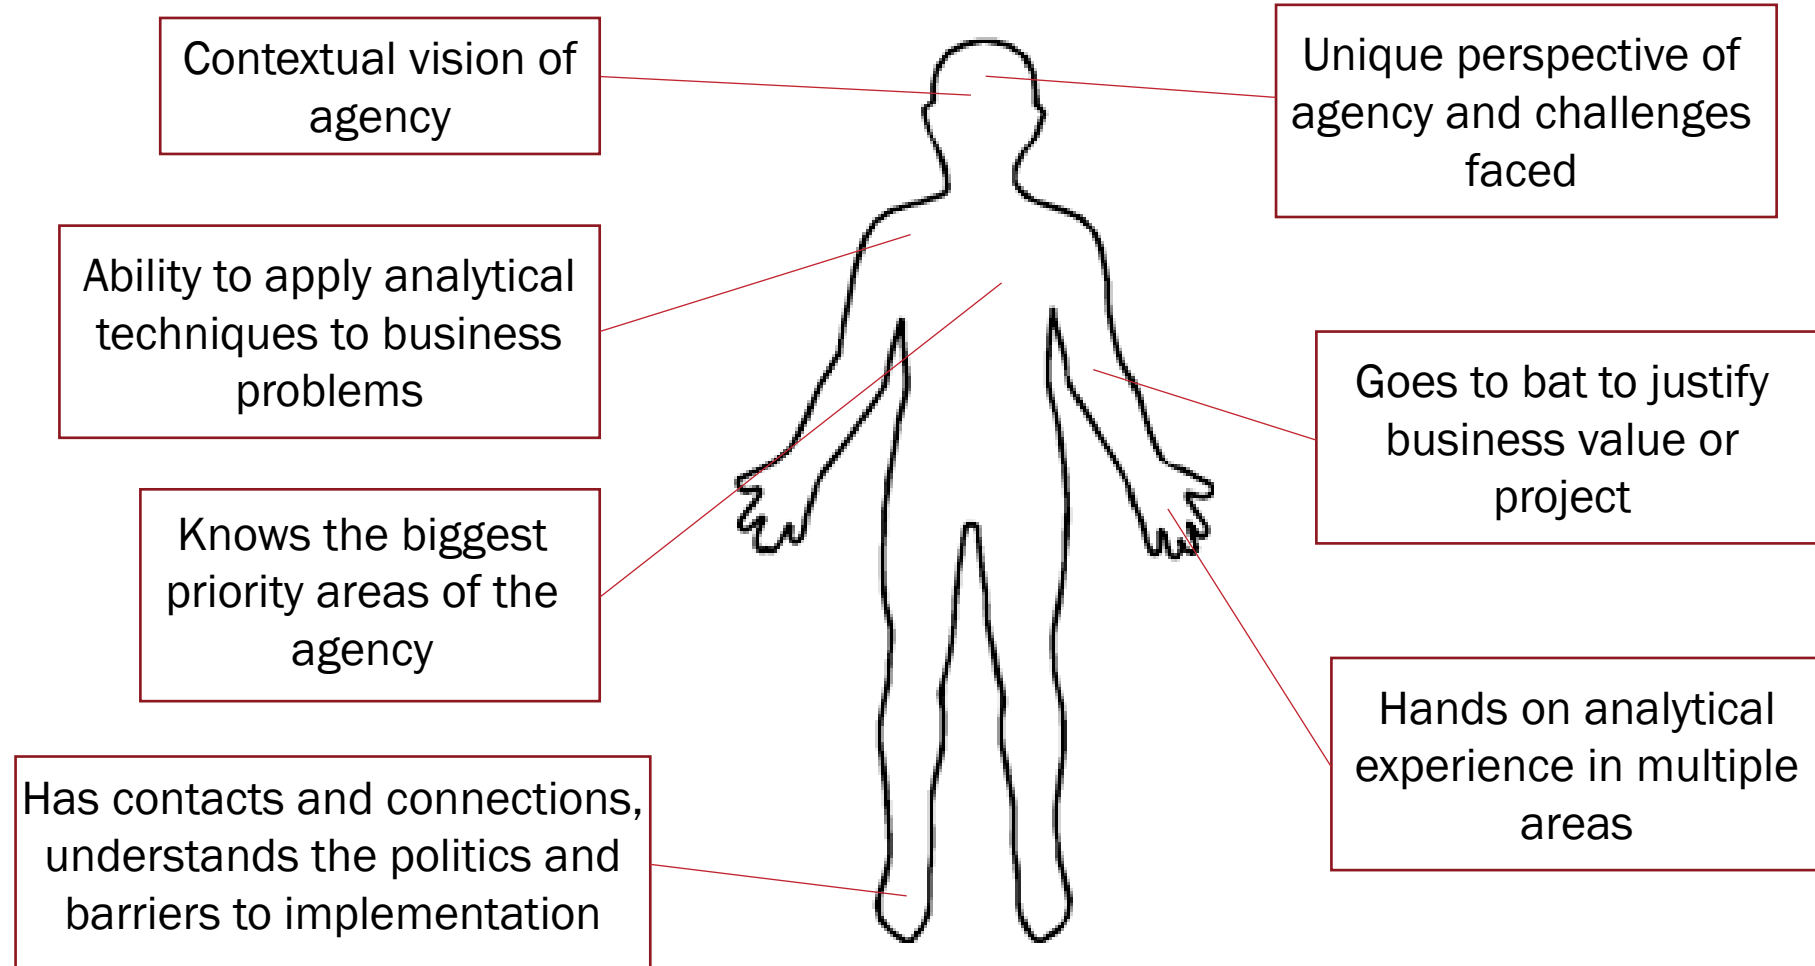 Contextual vision of
agency
Unique perspective of
agency and challenges
faced
Ability to apply analytical
techniques to business
problems
Goes to bat to justify
business value or
project
Knows the biggest
priority areas of the
agency
Hands on analytical
experience in multiple
areas
Has contacts and connections,
understands the politics and
barriers to implementation